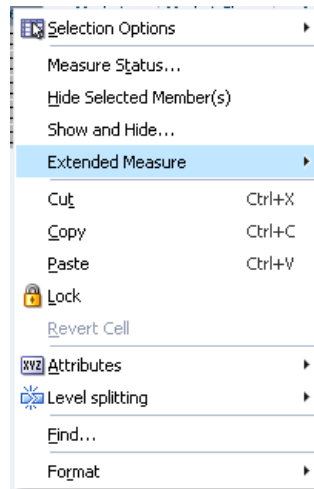 Selection Options
Measure Status...
Hide Selected Member(s)
Show and Hide...
Extended Measure
Cut Ctrl+X
Copy Ctrl+C
Paste Ctrl+V
Lock
Revert Cell
XYZ Attributes
Level splitting
Find...
Format